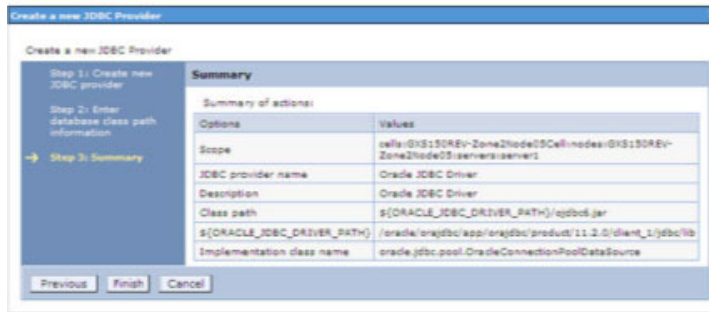 Create a new JDBC Provider
Create a new JDBC Provider
Step 1: Create new
JDBC provider
Step 2: Enter
database class path
information
Step 3: Summary
Summary
Summary of actions:
Options Values
Scope cells:GXS150REV-Zone2Node05Cell:nodes:GXS150REV-
Zone2Node05:servers:server1
JDBC provider name Oracle JDBC Driver
Description Oracle JDBC Driver
Class path ${ORACLE_JDBC_DRIVER_PATH}/ojdbc6.jar
${ORACLE_JDBC_DRIVER_PATH} /oracle/orajdbc/app/orajdbc/product/11.2.0/client_1/jdbc/lib
Implementation class name oracle.jdbc.pool.OracleConnectionPoolDataSource
Previous Finish Cancel